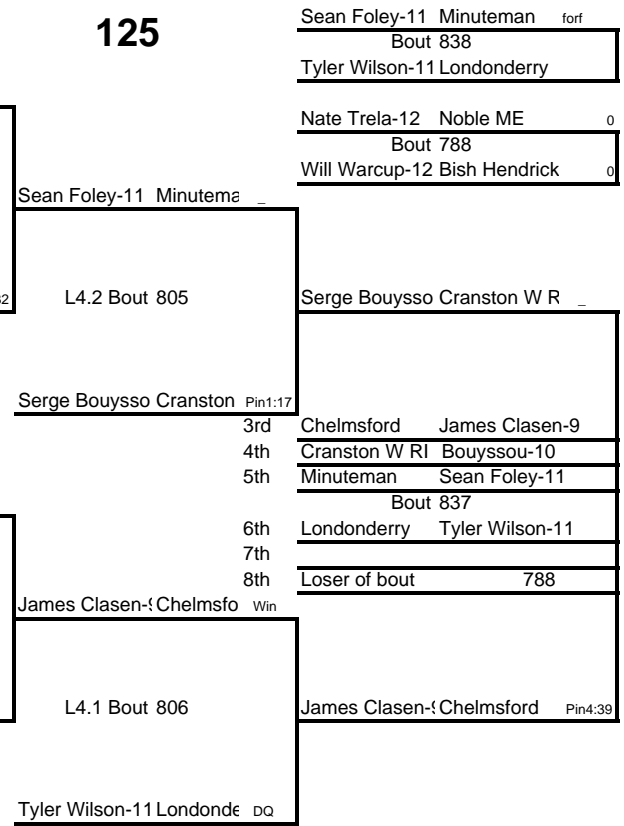 125
Sean Foley-11 Minuteman forf
Bout 838
Tyler Wilson-11 Londonderry
Nate Trela-12 Noble ME 0
Bout 788
Will Warcup-12 Bish Hendrick 0
Sean Foley-11 Minutema _
L4.2 Bout 805
Serge Bouysso Cranston W R _
Serge Bouysso Cranston Pin1:17
3rd Chelmsford James Clasen-9
4th Cranston W RI Bouyssou-10
5th Minuteman Sean Foley-11
Bout 837
6th Londonderry Tyler Wilson-11
7th
8th Loser of bout 788
James Clasen-9 Chelmsfo Win
L4.1 Bout 806
James Clasen-9 Chelmsford Pin4:39
Tyler Wilson-11 Londonde DQ